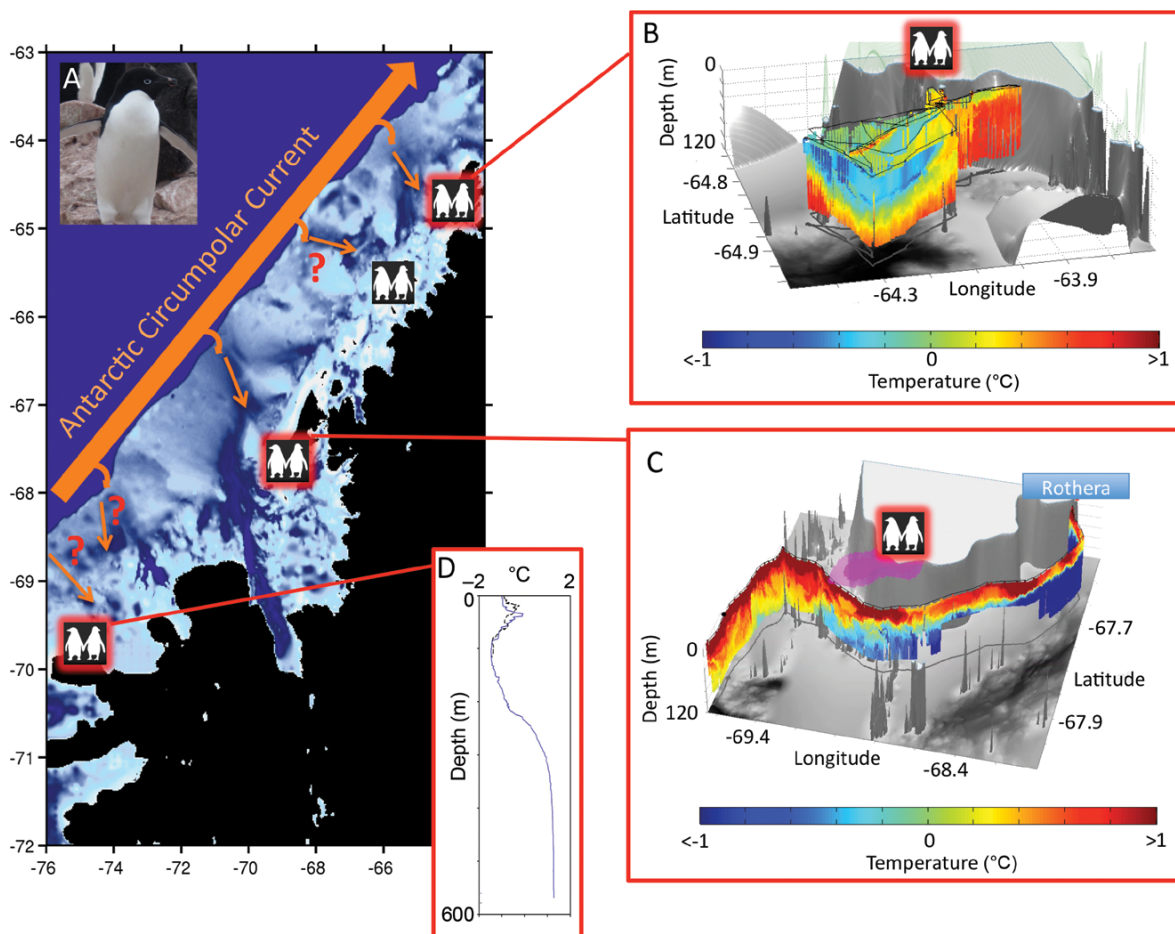 A
-63
-64
-65
-66
-67
-68
-69
-70
-71
-72
-76
-74
-72
-70
-68
-66
Antarctic Circumpolar Current
?
?
?
B
0
120
Depth (m)
-64.8
Latitude
-64.9
-64.3
Longitude
-63.9
<-1
0
>1
Temperature (°C)
C
Rothera
0
Depth (m)
120
-69.4
Longitude
-68.4
-67.7
Latitude
-67.9
<-1
0
>1
Temperature (°C)
D
°C
−2
2
0
Depth (m)
600